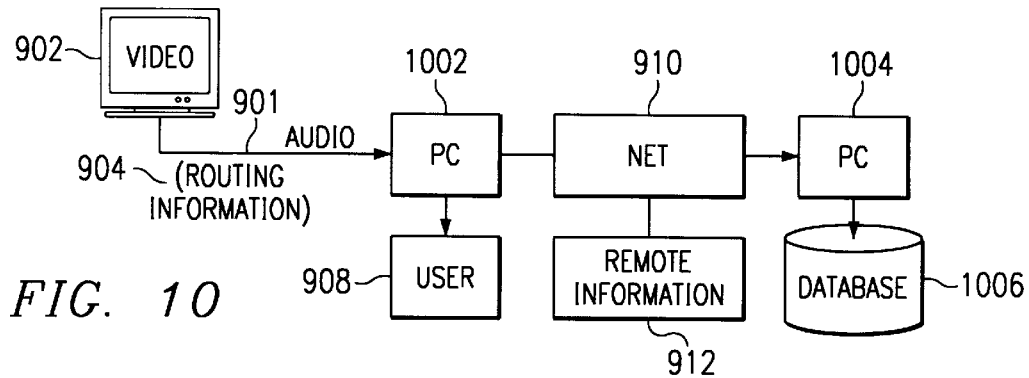 902
VIDEO
901
AUDIO
904
(ROUTING
INFORMATION)
1002
PC
910
NET
1004
PC
908
USER
REMOTE
INFORMATION
912
DATABASE
1006
FIG. 10